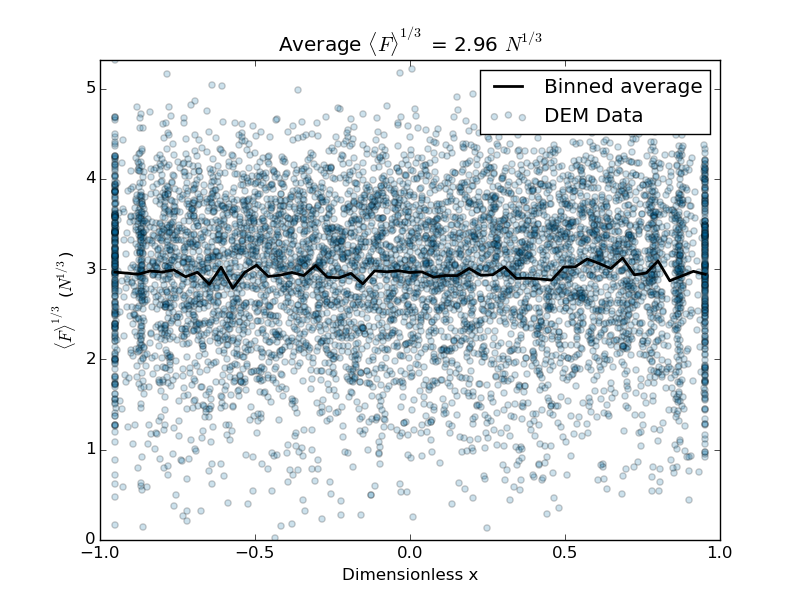 Average ⟨F⟩^{1/3} = 2.96 N^{1/3}
Binned average
DEM Data
5
4
3
2
1
0
⟨F⟩^{1/3} (N^{1/3})
−1.0 −0.5 0.0 0.5 1.0
Dimensionless x